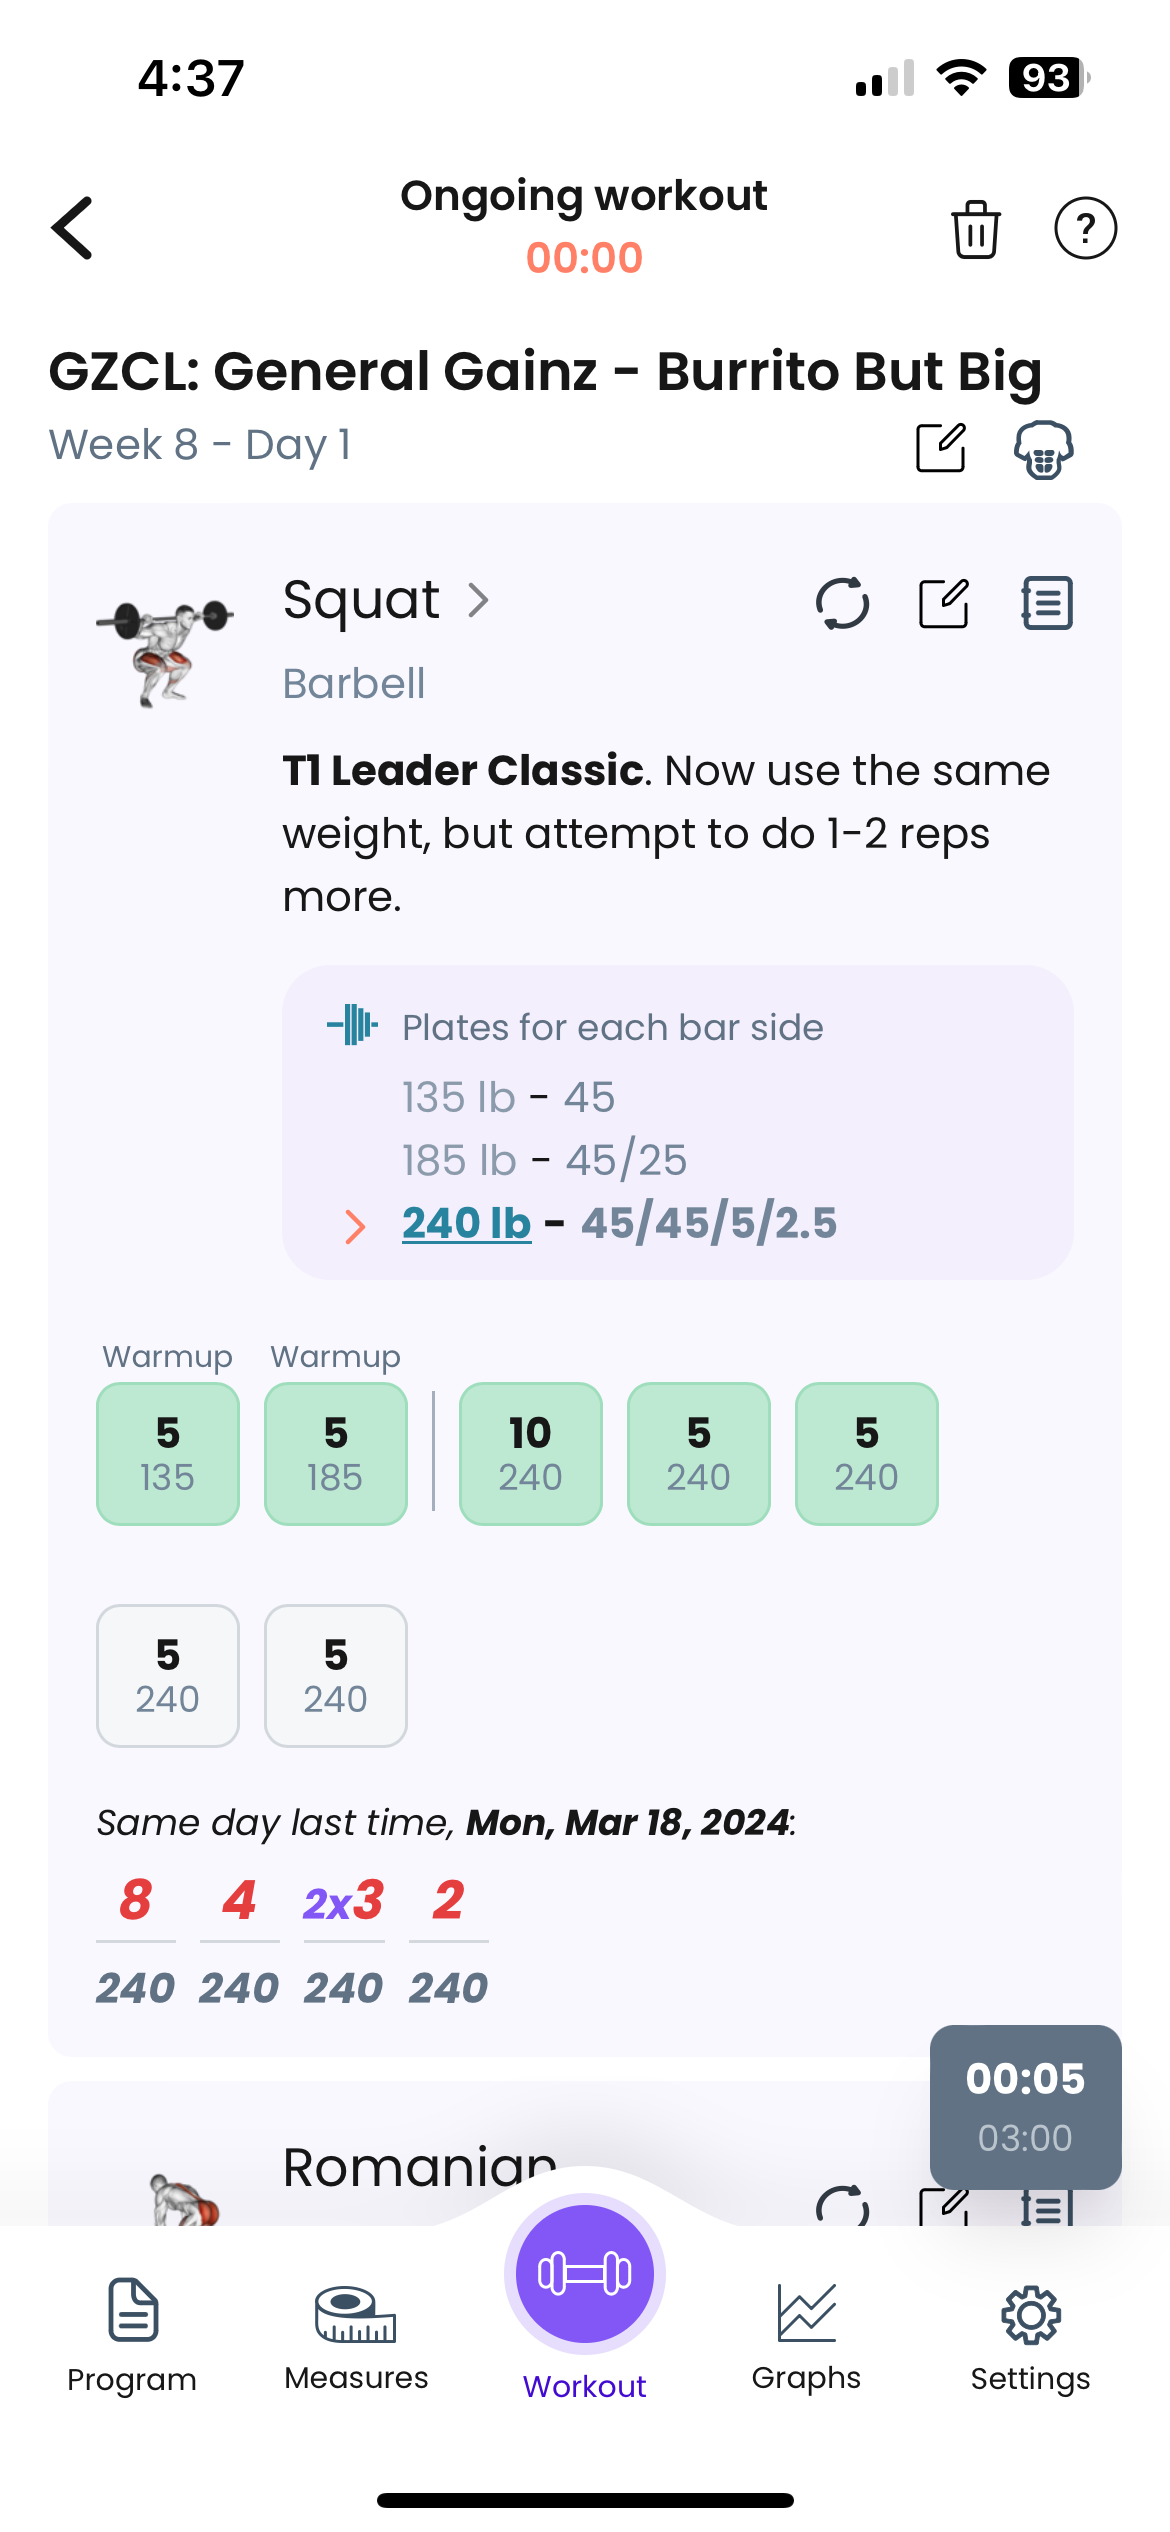 4:37
93
Ongoing workout
00:00
?
GZCL: General Gainz - Burrito But Big
Week 8 - Day 1
Squat
Barbell
T1 Leader Classic. Now use the same
weight, but attempt to do 1-2 reps
more.
Plates for each bar side
135 lb - 45
185 lb - 45/25
240 lb - 45/45/5/2.5
Warmup Warmup
5 5 10 5 5
135 185 240 240 240
5 5
240 240
Same day last time, Mon, Mar 18, 2024:
8 4 2x3 2
240 240 240 240
00:05
03:00
Romanian
Program Measures Workout Graphs Settings